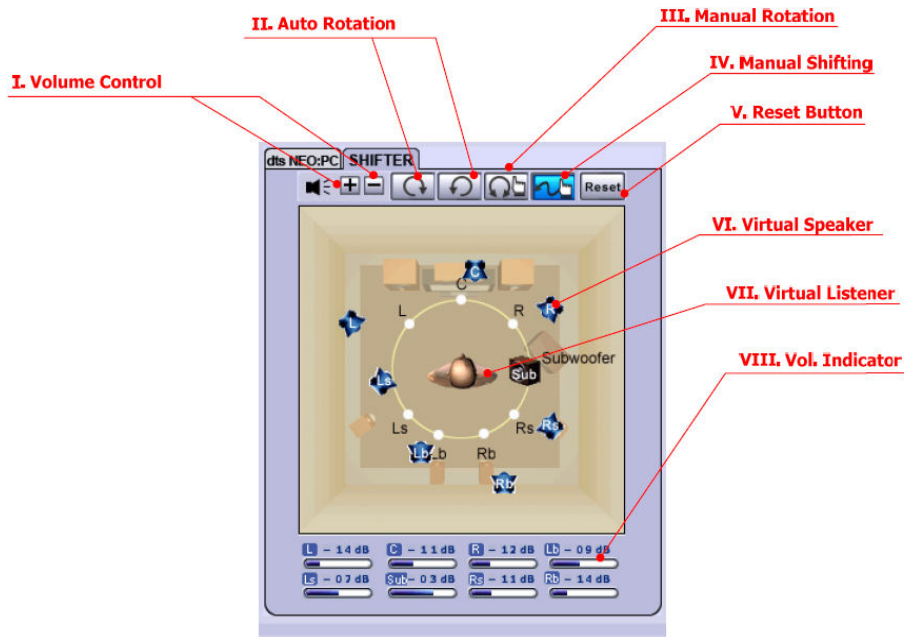 III. Manual Rotation
II. Auto Rotation
IV. Manual Shifting
I. Volume Control
V. Reset Button
dts NEO:PC SHIFTER
Reset
VI. Virtual Speaker
C
C
R
L
R
L
VII. Virtual Listener
Subwoofer
VIII. Vol. Indicator
Sub
Ls
Ls
Rs
Rs
Lb
Lb
Rb
Rb
L - 14 dB C - 11 dB R - 12 dB Lb - 09 dB
Ls - 07 dB Sub - 03 dB Rs - 11 dB Rb - 14 dB